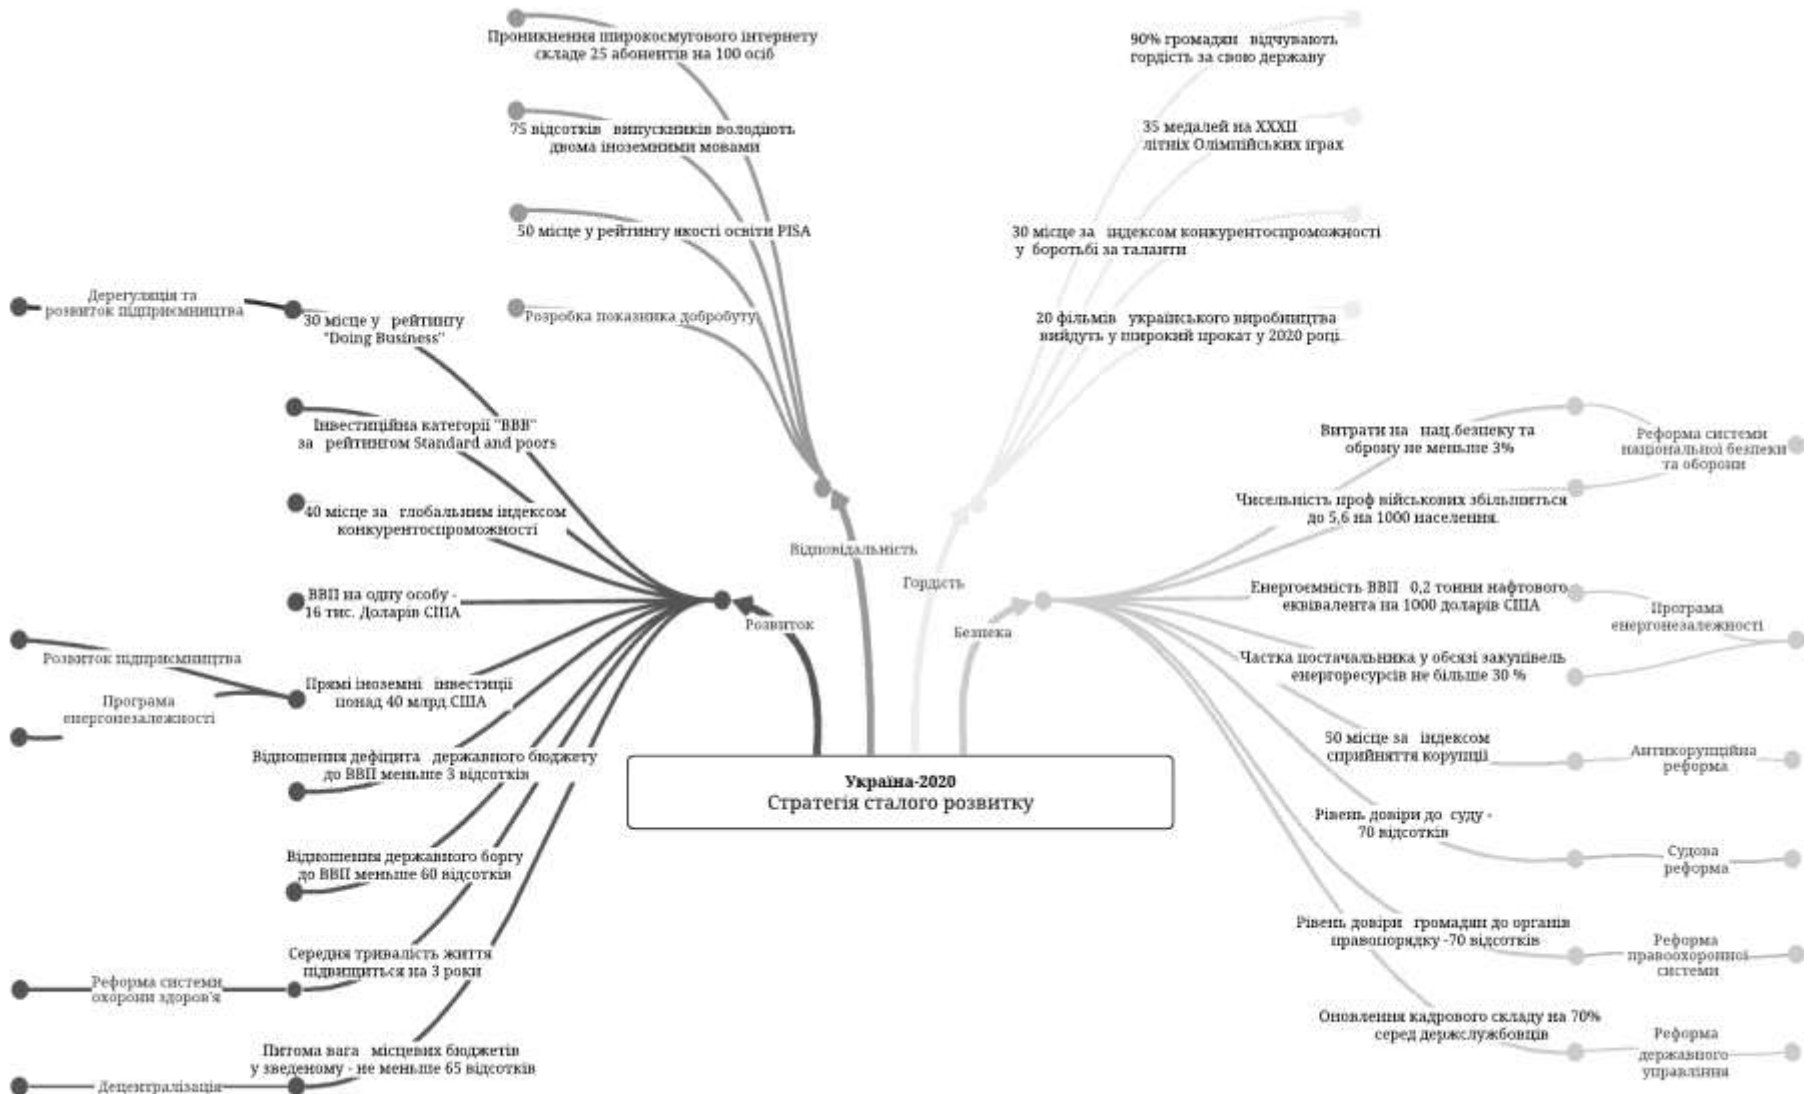 Проникнення широкосмугового інтернету
складе 25 абонентів на 100 осіб
75 відсотків випускників володіють
двома іноземними мовами
50 місце у рейтингу якості освіти PISA
Розробка показника добробуту
90% громадян відчувають
гордість за свою державу
35 медалей на XXXII
літніх Олімпійських іграх
30 місце за індексом конкурентоспроможності
у боротьбі за таланти
20 фільмів українського виробництва
вийдуть у широкий прокат у 2020 році.
Дерегуляція та
розвиток підприємництва
30 місце у рейтингу
"Doing Business"
Інвестиційна категорії "BBB"
за рейтингом Standard and poors
40 місце за глобальним індексом
конкурентоспроможності
ВВП на одну особу -
16 тис. Доларів США
Розвиток підприємництва
Програма
енергонезалежності
Прямі іноземні інвестиції
понад 40 млрд.США
Відношення дефіцита державного бюджету
до ВВП меньше 3 відсотків
Відношення державного боргу
до ВВП меньше 60 відсотків
Середня тривалість життя
підвищиться на 3 роки
Реформа системи
охорони здоров'я
Питома вага місцевих бюджетів
у зведеному - не меньше 65 відсотків
Децентралізація
Відповідальність
Гордість
Розвиток
Безпека
Україна-2020
Стратегія сталого розвитку
Витрати на нац.безпеку та
оброну не меньше 3%
Реформа системи
національної безпеки
та оборони
Чисельність проф військових збільшиться
до 5,6 на 1000 населення.
Енергоємність ВВП 0,2 тонни нафтового
еквівалента на 1000 доларів США
Програма
енергонезалежності
Частка постачальника у обсязі закупівель
енергоресурсів не більше 30 %
50 місце за індексом
сприйняття корупції
Антикорупційна
реформа
Рівень довіри до суду -
70 відсотків
Судова
реформа
Рівень довіри громадян до органів
правопорядку -70 відсотків
Реформа
правоохоронної
системи
Оновлення кадрового складу на 70%
серед держслужбовців
Реформа
державного
управління